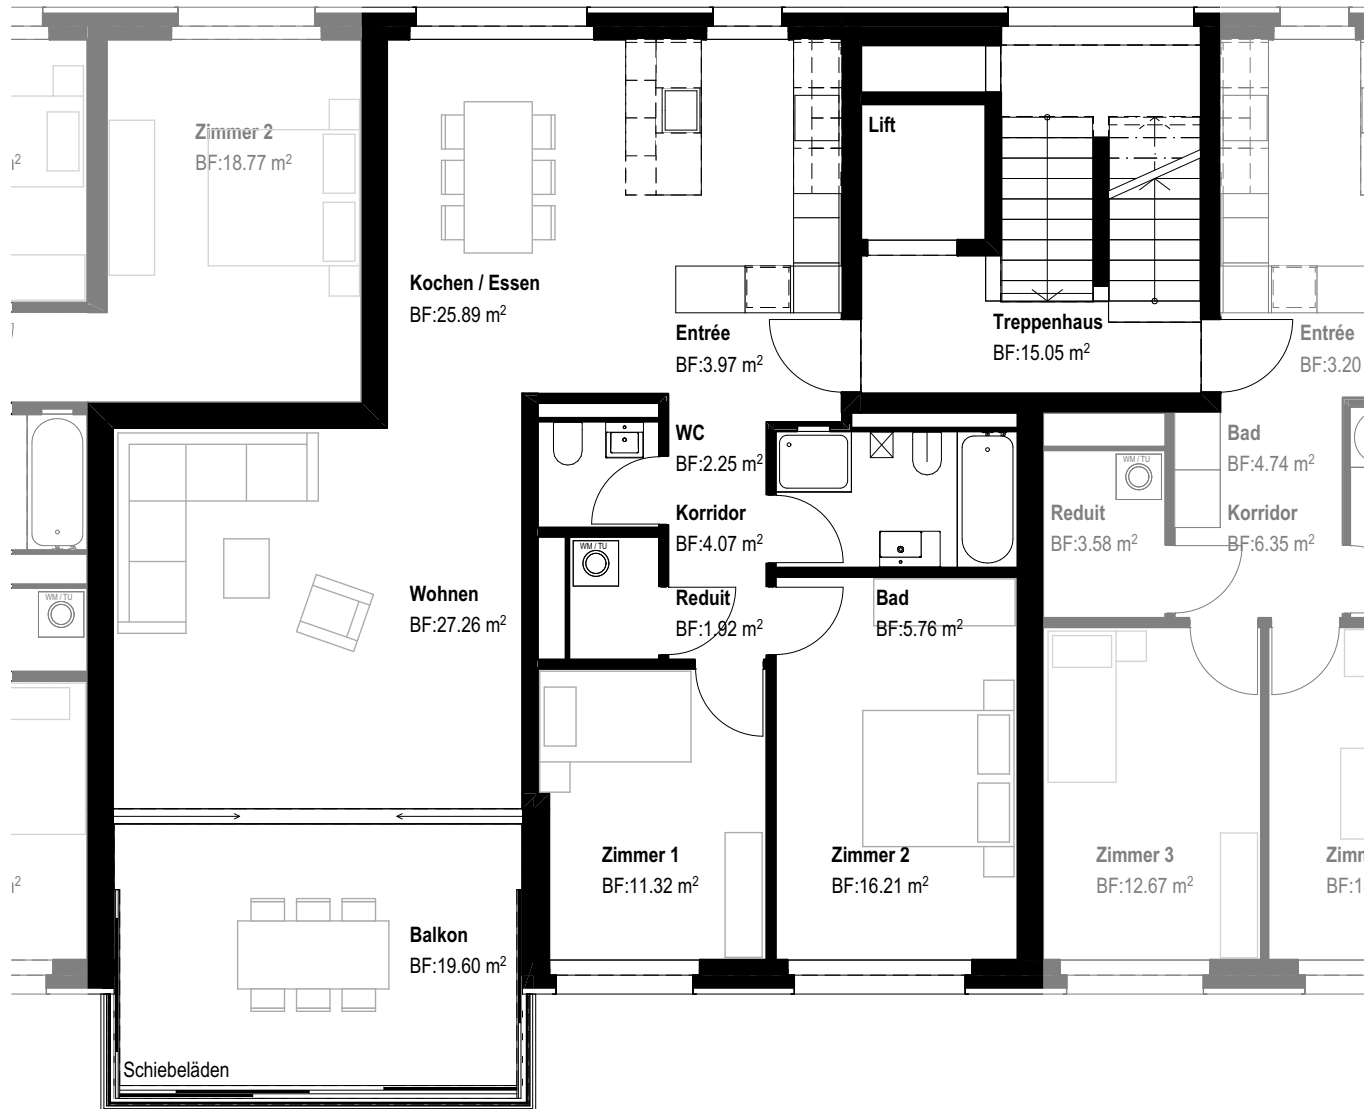 Zimmer 2
BF:18.77 m²
Lift
Kochen / Essen
BF:25.89 m²
Entrée
BF:3.97 m²
Treppenhaus
BF:15.05 m²
Entrée
BF:3.20
WC
BF:2.25 m²
Bad
BF:4.74 m²
WM / TU
Korridor
BF:4.07 m²
Reduit
BF:3.58 m²
Korridor
BF:6.35 m²
WM / TU
WM / TU
Wohnen
BF:27.26 m²
Reduit
BF:1.92 m²
Bad
BF:5.76 m²
Zimmer 1
BF:11.32 m²
Zimmer 2
BF:16.21 m²
Zimmer 3
BF:12.67 m²
Balkon
BF:19.60 m²
Schiebeläden